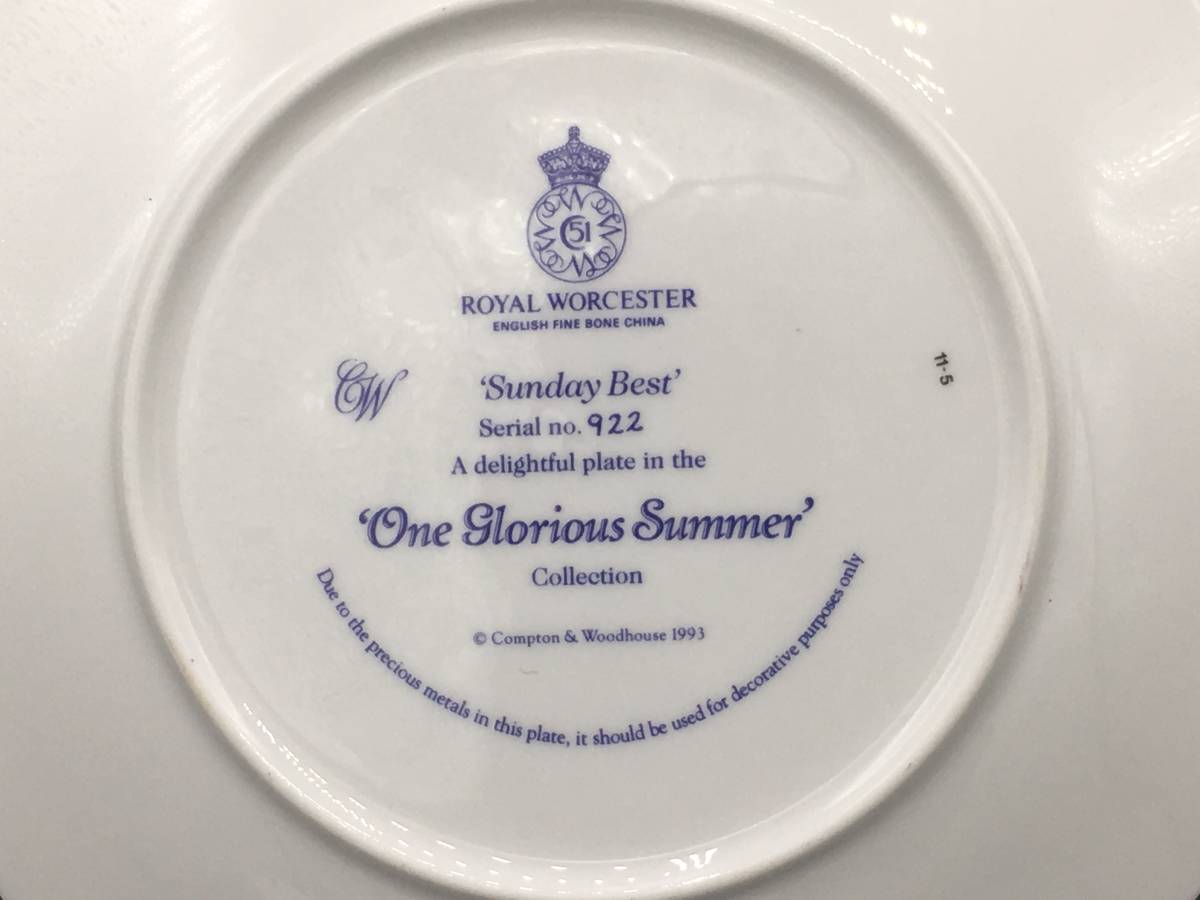 51
ROYAL WORCESTER
ENGLISH FINE BONE CHINA
CW
‘Sunday Best’
Serial no. 922
A delightful plate in the
‘One Glorious Summer’
Collection
© Compton & Woodhouse 1993
Due to the precious metals in this plate, it should be used for decorative purposes only
11-5